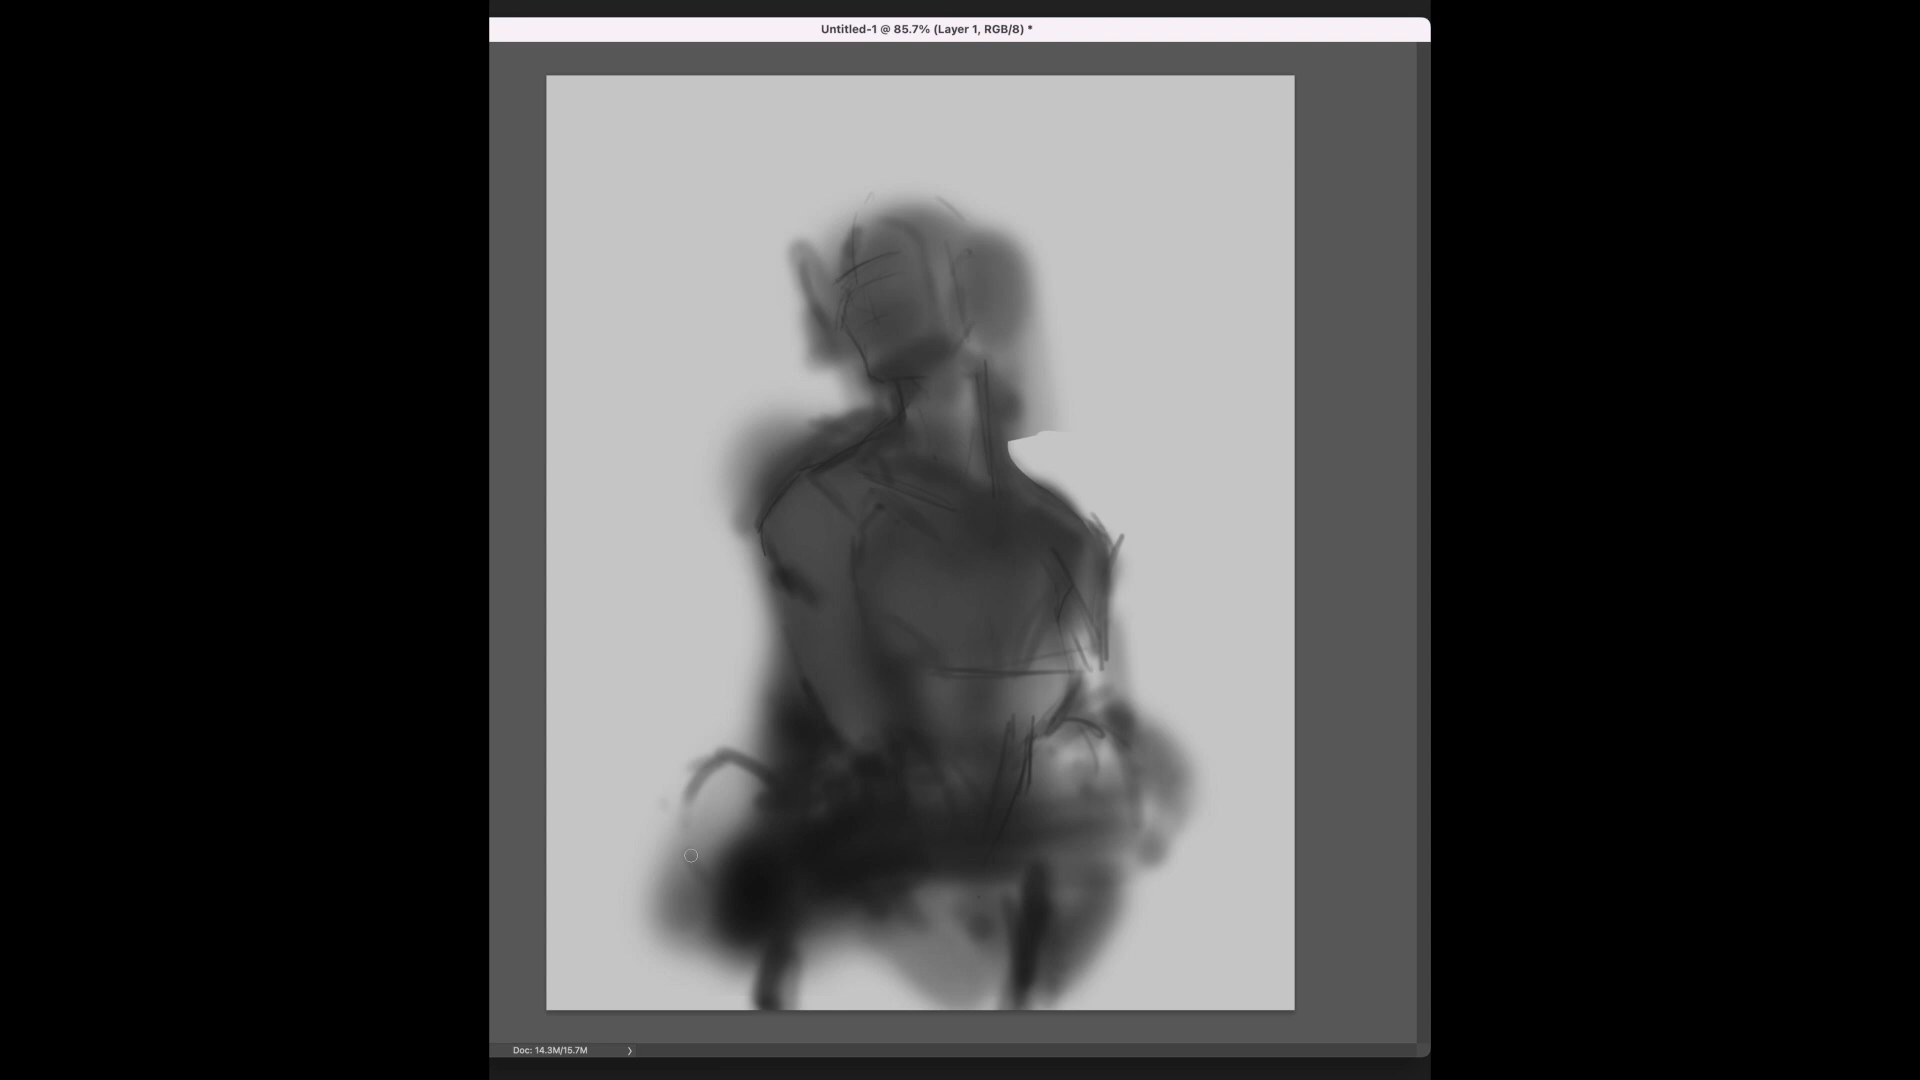 Untitled-1 @ 85.7% (Layer 1, RGB/8) *
Doc: 14.3M/15.7M